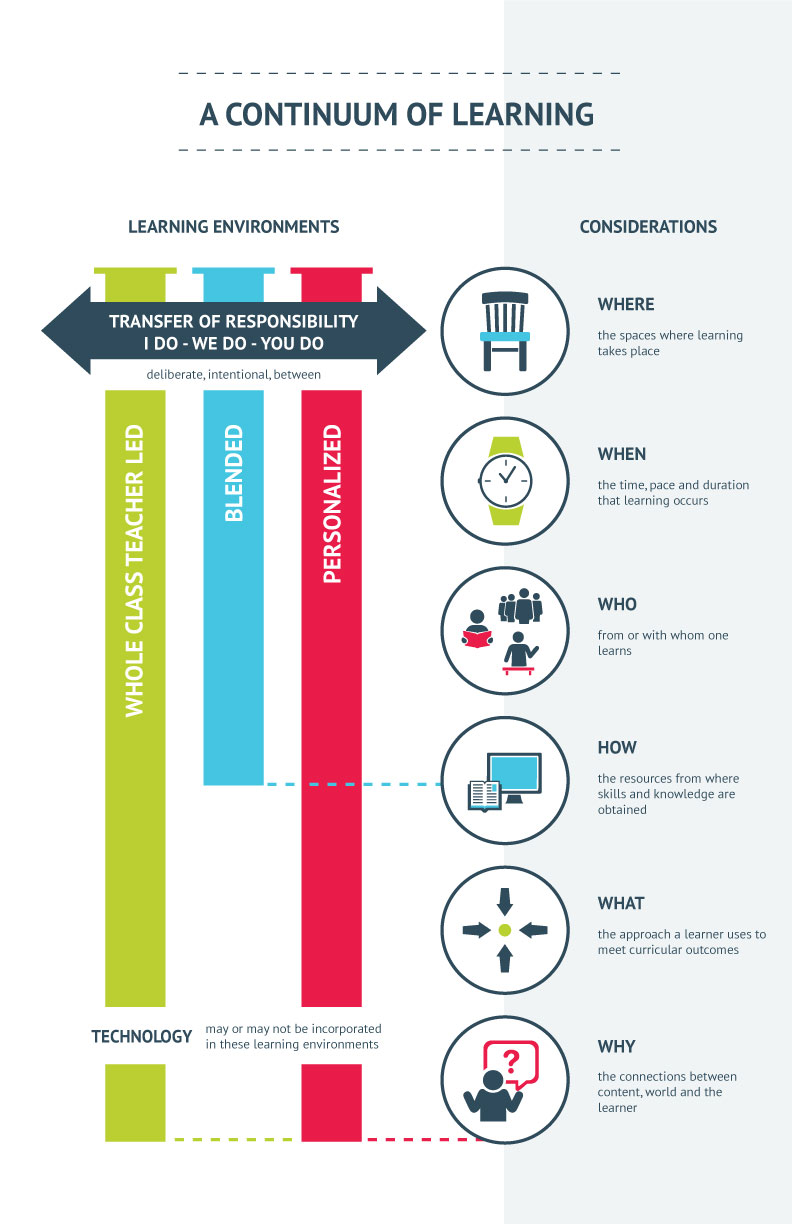 A CONTINUUM OF LEARNING
LEARNING ENVIRONMENTS
CONSIDERATIONS
TRANSFER OF RESPONSIBILITY
I DO - WE DO - YOU DO
deliberate, intentional, between
WHOLE CLASS TEACHER LED
BLENDED
PERSONALIZED
WHERE
the spaces where learning
takes place
WHEN
the time, pace and duration
that learning occurs
WHO
from or with whom one
learns
HOW
the resources from where
skills and knowledge are
obtained
WHAT
the approach a learner uses to
meet curricular outcomes
TECHNOLOGY
may or may not be incorporated
in these learning environments
?
WHY
the connections between
content, world and the
learner